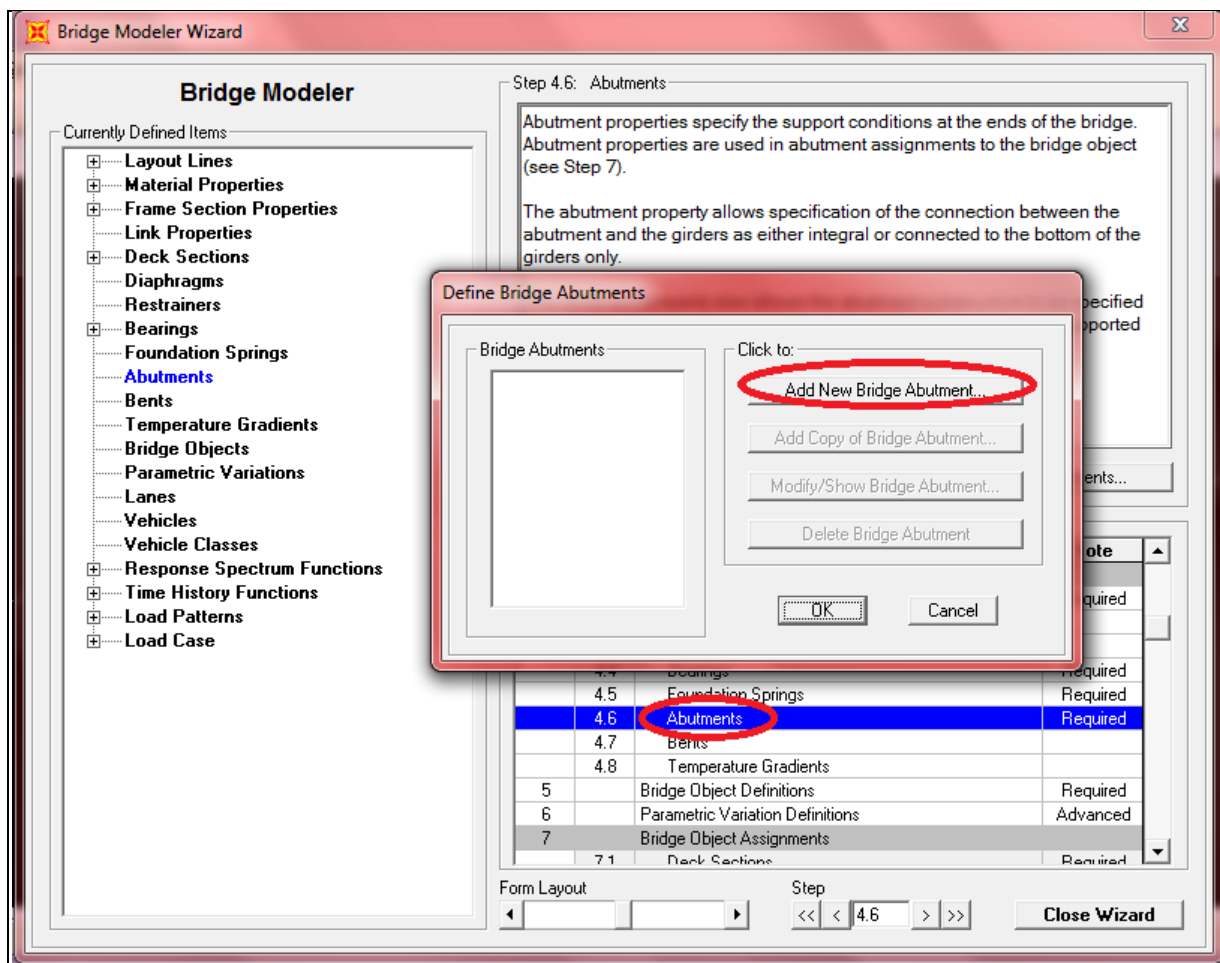 Bridge Modeler Wizard
Bridge Modeler
Currently Defined Items
Layout Lines
Material Properties
Frame Section Properties
Link Properties
Deck Sections
Diaphragms
Restrainers
Bearings
Foundation Springs
Abutments
Bents
Temperature Gradients
Bridge Objects
Parametric Variations
Lanes
Vehicles
Vehicle Classes
Response Spectrum Functions
Time History Functions
Load Patterns
Load Case
Step 4.6: Abutments
Abutment properties specify the support conditions at the ends of the bridge.
Abutment properties are used in abutment assignments to the bridge object
(see Step 7).
The abutment property allows specification of the connection between the
abutment and the girders as either integral or connected to the bottom of the
girders only.
Define Bridge Abutments
Bridge Abutments
Click to:
Add New Bridge Abutment...
Add Copy of Bridge Abutment...
Modify/Show Bridge Abutment...
Delete Bridge Abutment
OK
Cancel
4.4 Bearings Required
4.5 Foundation Springs Required
4.6 Abutments Required
4.7 Bents
4.8 Temperature Gradients
5 Bridge Object Definitions Required
6 Parametric Variation Definitions Advanced
7 Bridge Object Assignments
7.1 Deck Sections Required
Form Layout
Step
<< < 4.6 > >>
Close Wizard